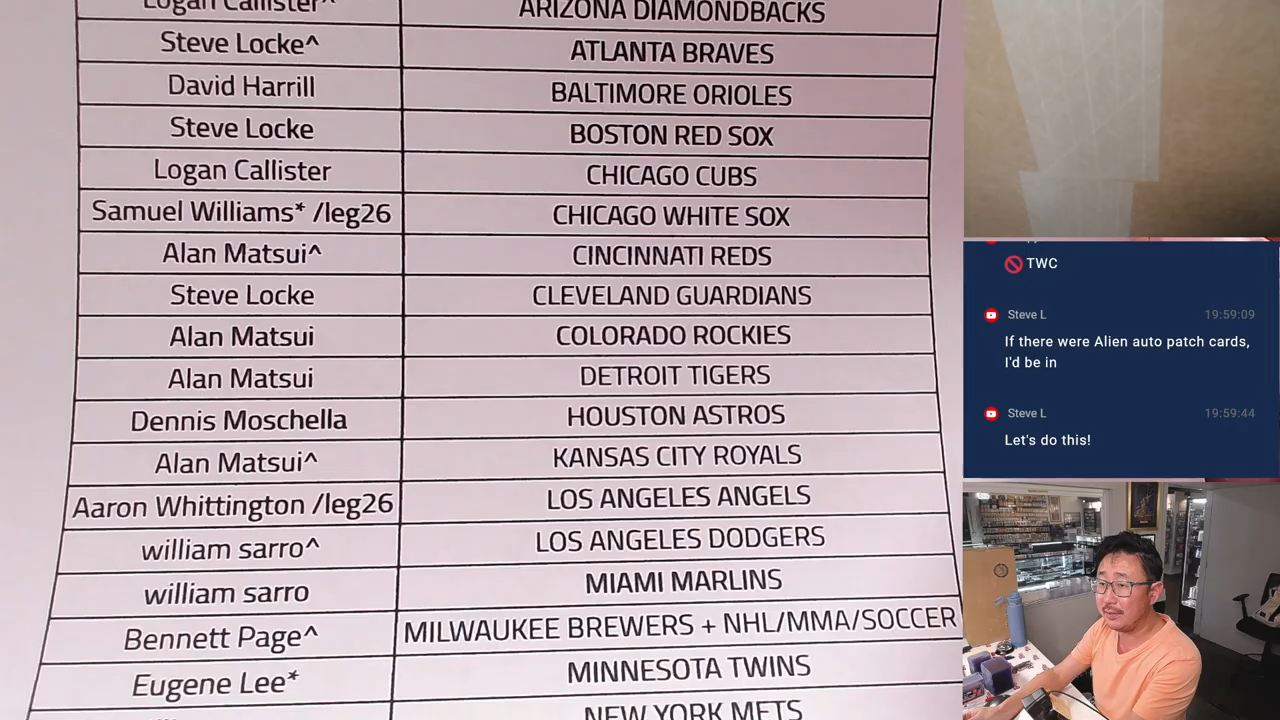 Logan Callister^ ARIZONA DIAMONDBACKS
Steve Locke^ ATLANTA BRAVES
David Harrill BALTIMORE ORIOLES
Steve Locke BOSTON RED SOX
Logan Callister CHICAGO CUBS
Samuel Williams* /leg26 CHICAGO WHITE SOX
Alan Matsui^ CINCINNATI REDS
Steve Locke CLEVELAND GUARDIANS
Alan Matsui COLORADO ROCKIES
Alan Matsui DETROIT TIGERS
Dennis Moschella HOUSTON ASTROS
Alan Matsui^ KANSAS CITY ROYALS
Aaron Whittington /leg26 LOS ANGELES ANGELS
william sarro^ LOS ANGELES DODGERS
william sarro MIAMI MARLINS
Bennett Page^ MILWAUKEE BREWERS + NHL/MMA/SOCCER
Eugene Lee* MINNESOTA TWINS
NEW YORK METS
TWC
Steve L 19:59:09
If there were Alien auto patch cards,
I'd be in
Steve L 19:59:44
Let's do this!